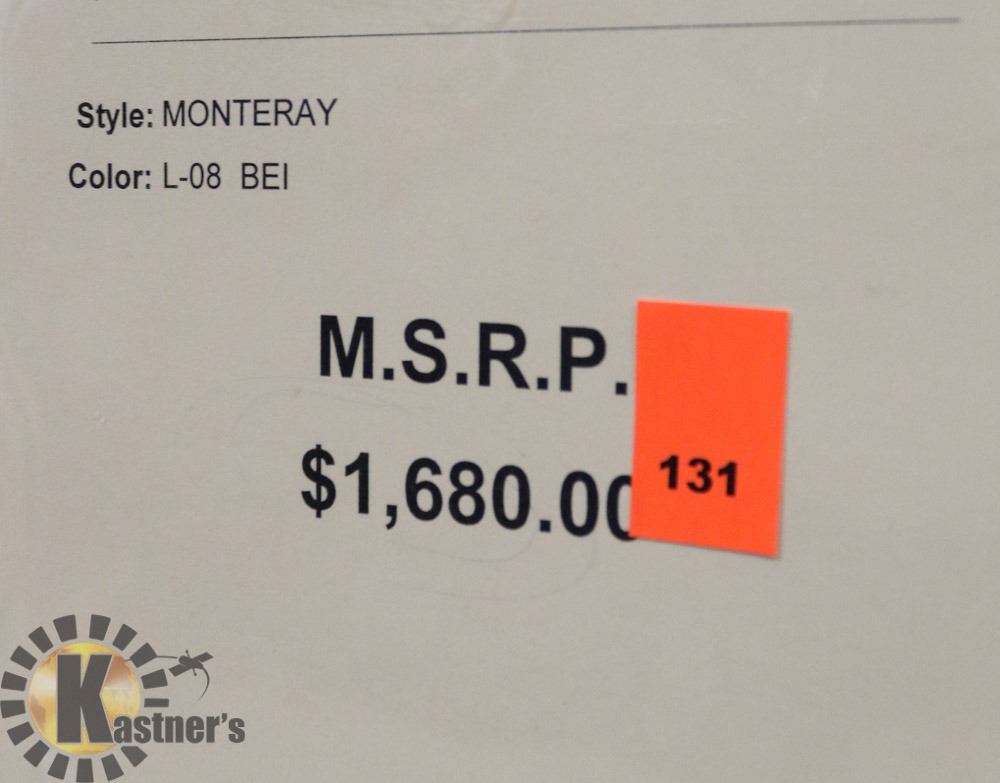 Style: MONTERAY
Color: L-08 BEI
M.S.R.P.
$1,680.00
131
Kastner's